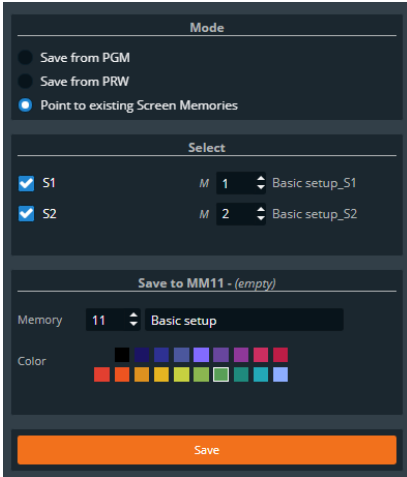 Mode
Save from PGM
Save from PRW
Point to existing Screen Memories
Select
S1 M 1 Basic setup_S1
S2 M 2 Basic setup_S2
Save to MM11 - (empty)
Memory 11 Basic setup
Color
Save